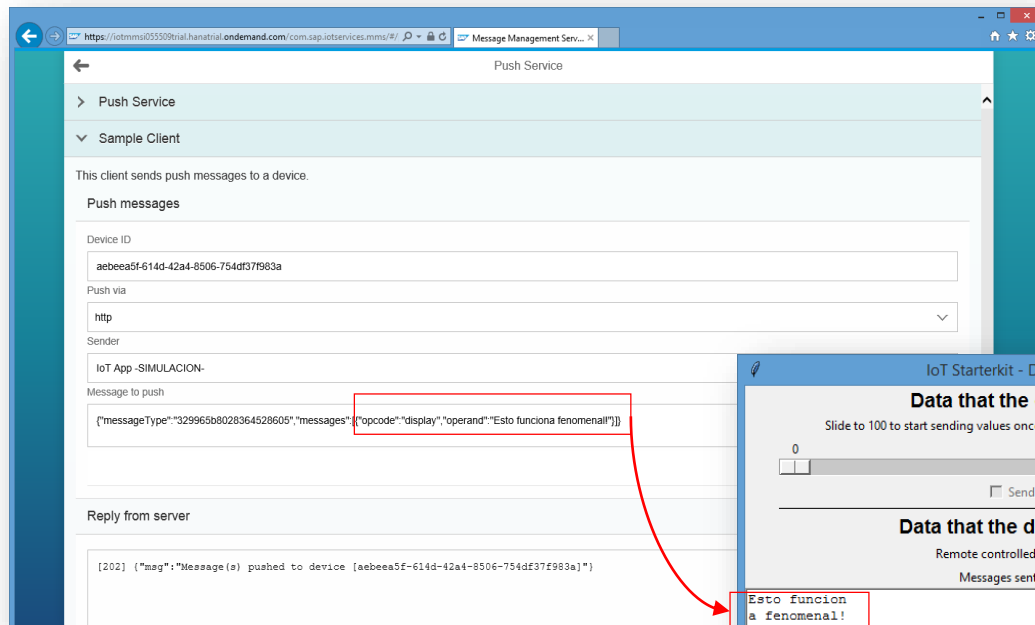 https://iotmmsi055509trial.hanatrial.ondemand.com/com.sap.iotservices.mms/#/
Message Management Serv...
Push Service
Push Service
Sample Client
This client sends push messages to a device.
Push messages
Device ID
aebeea5f-614d-42a4-8506-754df37f983a
Push via
http
Sender
IoT App -SIMULACION-
Message to push
{"messageType":"329965b8028364528605","messages":[{"opcode":"display","operand":"Esto funciona fenomenal!"}]}
Reply from server
[202] {"msg":"Message(s) pushed to device [aebeea5f-614d-42a4-8506-754df37f983a]"}
IoT Starterkit - D
Data that the
Slide to 100 to start sending values onc
0
Send
Data that the d
Remote controlled
Messages sent
Esto funcion
a fenomenal!